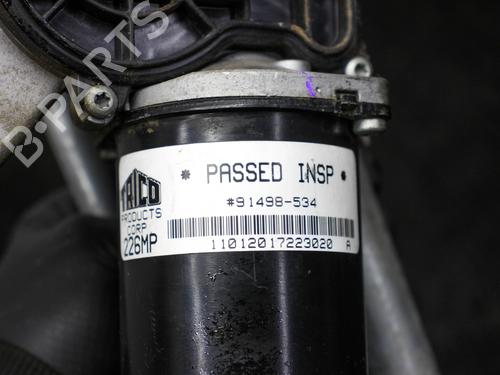 B-PARTS
TRICO
PRODUCTS
CORP
226MP
* PASSED INSP *
#91498-534
11012017223020 A